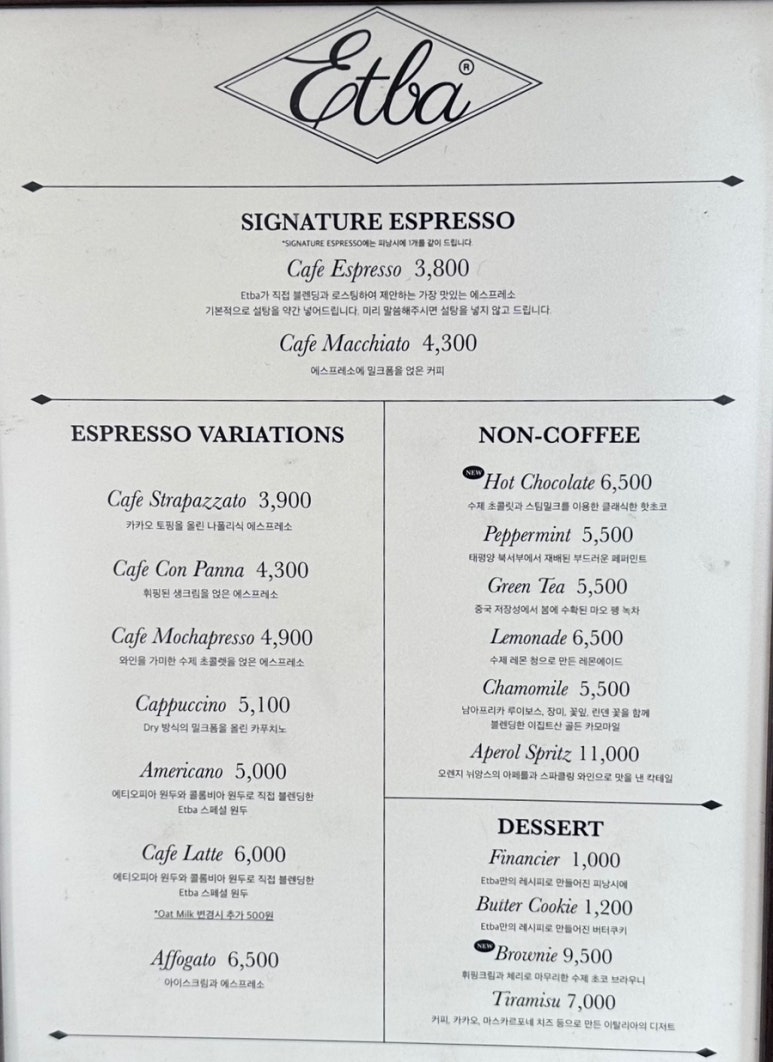 Etba®
SIGNATURE ESPRESSO
*SIGNATURE ESPRESSO에는 피낭시에 1개를 같이 드립니다.
Cafe Espresso 3,800
Etba가 직접 블렌딩과 로스팅하여 제안하는 가장 맛있는 에스프레소
기본적으로 설탕을 약간 넣어드립니다. 미리 말씀해주시면 설탕을 넣지 않고 드립니다.
Cafe Macchiato 4,300
에스프레소에 밀크폼을 얹은 커피
ESPRESSO VARIATIONS
Cafe Strapazzato 3,900
카카오 토핑을 올린 나폴리식 에스프레소
Cafe Con Panna 4,300
휘핑된 생크림을 얹은 에스프레소
Cafe Mochapresso 4,900
와인을 가미한 수제 초콜렛을 얹은 에스프레소
Cappuccino 5,100
Dry 방식의 밀크폼을 올린 카푸치노
Americano 5,000
에티오피아 원두와 콜롬비아 원두로 직접 블렌딩한
Etba 스페셜 원두
Cafe Latte 6,000
에티오피아 원두와 콜롬비아 원두로 직접 블렌딩한
Etba 스페셜 원두
*Oat Milk 변경시 추가 500원
Affogato 6,500
아이스크림과 에스프레소
NON-COFFEE
NEW Hot Chocolate 6,500
수제 초콜릿과 스팀밀크를 이용한 클래식한 핫초코
Peppermint 5,500
태평양 북서부에서 재배된 부드러운 페퍼민트
Green Tea 5,500
중국 저장성에서 봄에 수확된 마오 펭 녹차
Lemonade 6,500
수제 레몬 청으로 만든 레몬에이드
Chamomile 5,500
남아프리카 루이보스, 장미, 꽃잎, 린덴 꽃을 함께
블렌딩한 이집트산 골든 카모마일
Aperol Spritz 11,000
오렌지 뉘앙스의 아페롤과 스파클링 와인으로 맛을 낸 칵테일
DESSERT
Financier 1,000
Etba만의 레시피로 만들어진 피낭시에
Butter Cookie 1,200
Etba만의 레시피로 만들어진 버터쿠키
NEW Brownie 9,500
휘핑크림과 체리로 마무리한 수제 초코 브라우니
Tiramisu 7,000
커피, 카카오, 마스카르포네 치즈 등으로 만든 이탈리아의 디저트